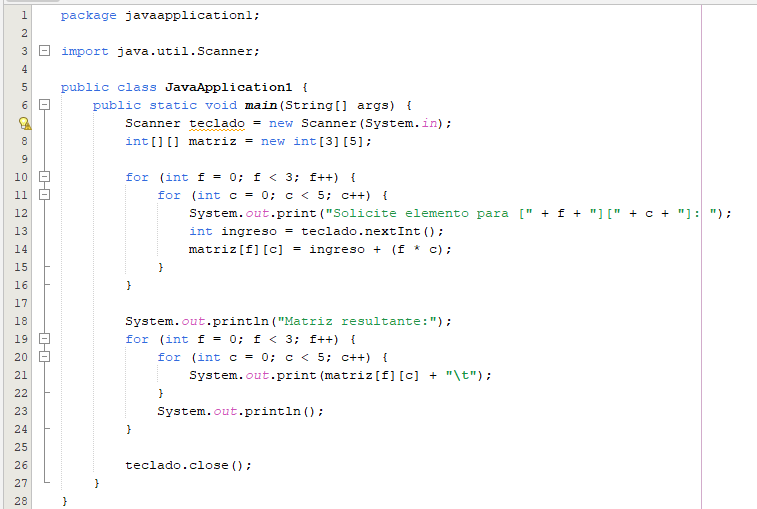 1 package javaapplication1;
2
3 import java.util.Scanner;
4
5 public class JavaApplication1 {
6     public static void main(String[] args) {
        Scanner teclado = new Scanner(System.in);
8         int[][] matriz = new int[3][5];
9
10         for (int f = 0; f < 3; f++) {
11             for (int c = 0; c < 5; c++) {
12                 System.out.print("Solicite elemento para [" + f + "][" + c + "]: ");
13                 int ingreso = teclado.nextInt();
14                 matriz[f][c] = ingreso + (f * c);
15             }
16         }
17
18         System.out.println("Matriz resultante:");
19         for (int f = 0; f < 3; f++) {
20             for (int c = 0; c < 5; c++) {
21                 System.out.print(matriz[f][c] + "\t");
22             }
23             System.out.println();
24         }
25
26         teclado.close();
27     }
28 }